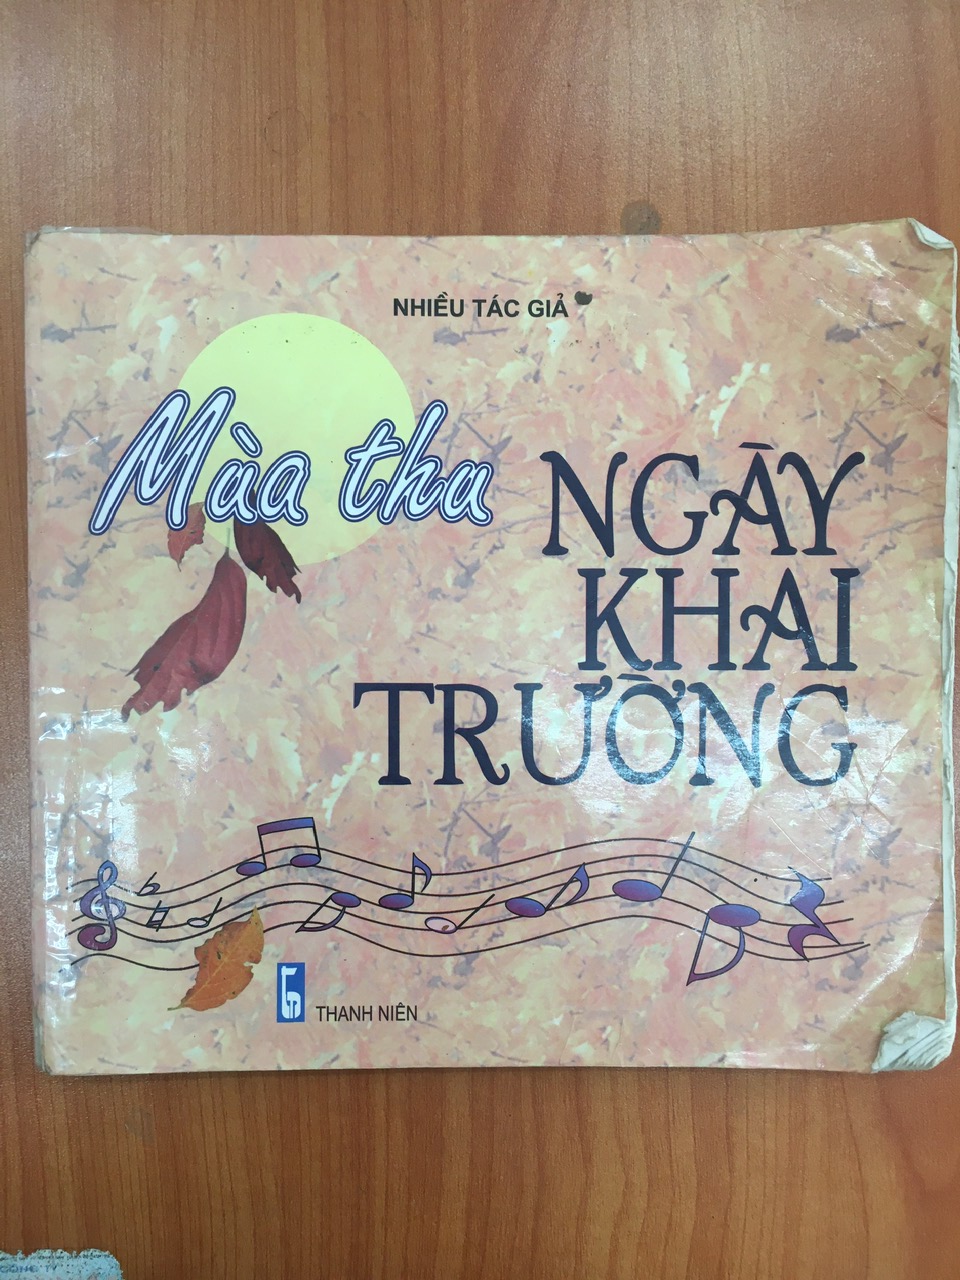 NHIỀU TÁC GIẢ
Mùa thu
NGÀY
KHAI
TRƯỜNG
THANH NIÊN